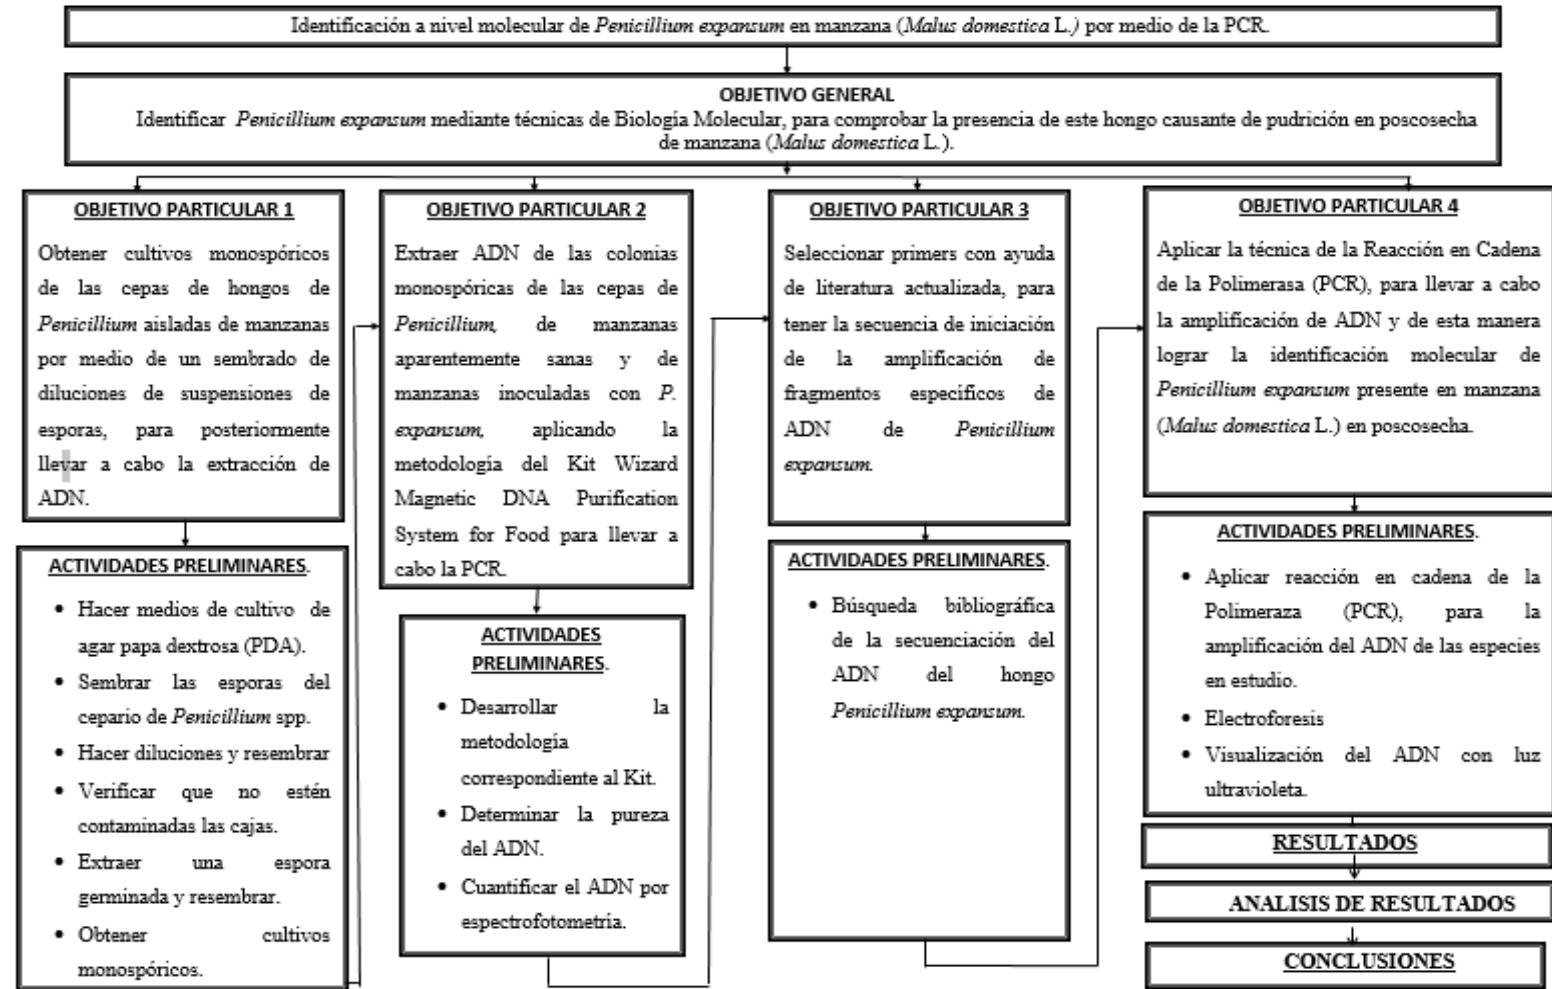 Identificación a nivel molecular de Penicillium expansum en manzana (Malus domestica L.) por medio de la PCR.
OBJETIVO GENERAL
Identificar Penicillium expansum mediante técnicas de Biología Molecular, para comprobar la presencia de este hongo causante de pudrición en poscosecha
de manzana (Malus domestica L.).
OBJETIVO PARTICULAR 1
Obtener cultivos monospóricos
de las cepas de hongos de
Penicillium aisladas de manzanas
por medio de un sembrado de
diluciones de suspensiones de
esporas, para posteriormente
llevar a cabo la extracción de
ADN.
ACTIVIDADES PRELIMINARES.
• Hacer medios de cultivo de
agar papa dextrosa (PDA).
• Sembrar las esporas del
cepario de Penicillium spp.
• Hacer diluciones y resembrar
• Verificar que no estén
contaminadas las cajas.
• Extraer una espora
germinada y resembrar.
• Obtener cultivos
monospóricos.
OBJETIVO PARTICULAR 2
Extraer ADN de las colonias
monospóricas de las cepas de
Penicillium, de manzanas
aparentemente sanas y de
manzanas inoculadas con P.
expansum, aplicando la
metodología del Kit Wizard
Magnetic DNA Purification
System for Food para llevar a
cabo la PCR.
ACTIVIDADES
PRELIMINARES.
• Desarrollar la
metodología
correspondiente al Kit.
• Determinar la pureza
del ADN.
• Cuantificar el ADN por
espectrofotometría.
OBJETIVO PARTICULAR 3
Seleccionar primers con ayuda
de literatura actualizada, para
tener la secuencia de iniciación
de la amplificación de
fragmentos específicos de
ADN de Penicillium
expansum.
ACTIVIDADES PRELIMINARES.
• Búsqueda bibliográfica
de la secuenciación del
ADN del hongo
Penicillium expansum.
OBJETIVO PARTICULAR 4
Aplicar la técnica de la Reacción en Cadena
de la Polimerasa (PCR), para llevar a cabo
la amplificación de ADN y de esta manera
lograr la identificación molecular de
Penicillium expansum presente en manzana
(Malus domestica L.) en poscosecha.
ACTIVIDADES PRELIMINARES.
• Aplicar reacción en cadena de la
Polimeraza (PCR), para la
amplificación del ADN de las especies
en estudio.
• Electroforesis
• Visualización del ADN con luz
ultravioleta.
RESULTADOS
ANALISIS DE RESULTADOS
CONCLUSIONES